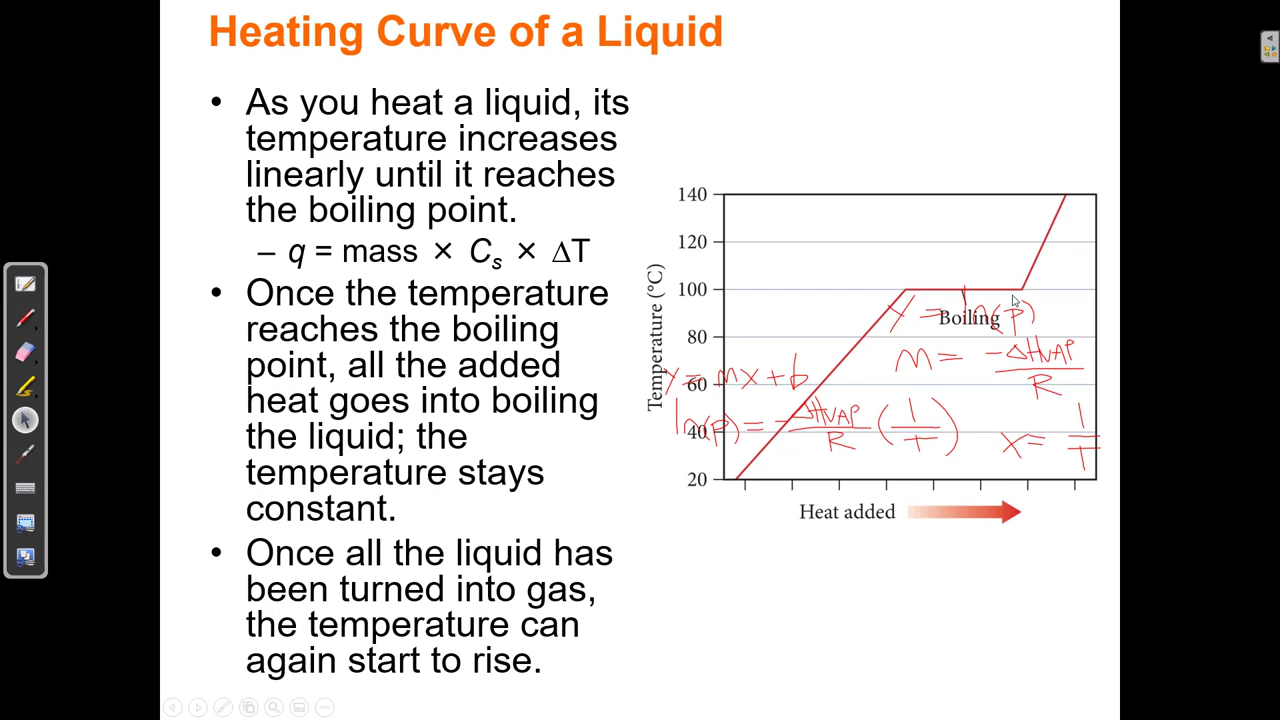 Heating Curve of a Liquid
• As you heat a liquid, its
temperature increases
linearly until it reaches
the boiling point.
– q = mass × Cs × ΔT
• Once the temperature
reaches the boiling
point, all the added
heat goes into boiling
the liquid; the
temperature stays
constant.
• Once all the liquid has
been turned into gas,
the temperature can
again start to rise.
Temperature (°C)
140
120
100
80
60
40
20
Boiling
Heat added
y = ln(p)
m = -ΔHVAP / R
y = mx + b
ln(p) = -ΔHVAP / R (1/T)
x = 1/T